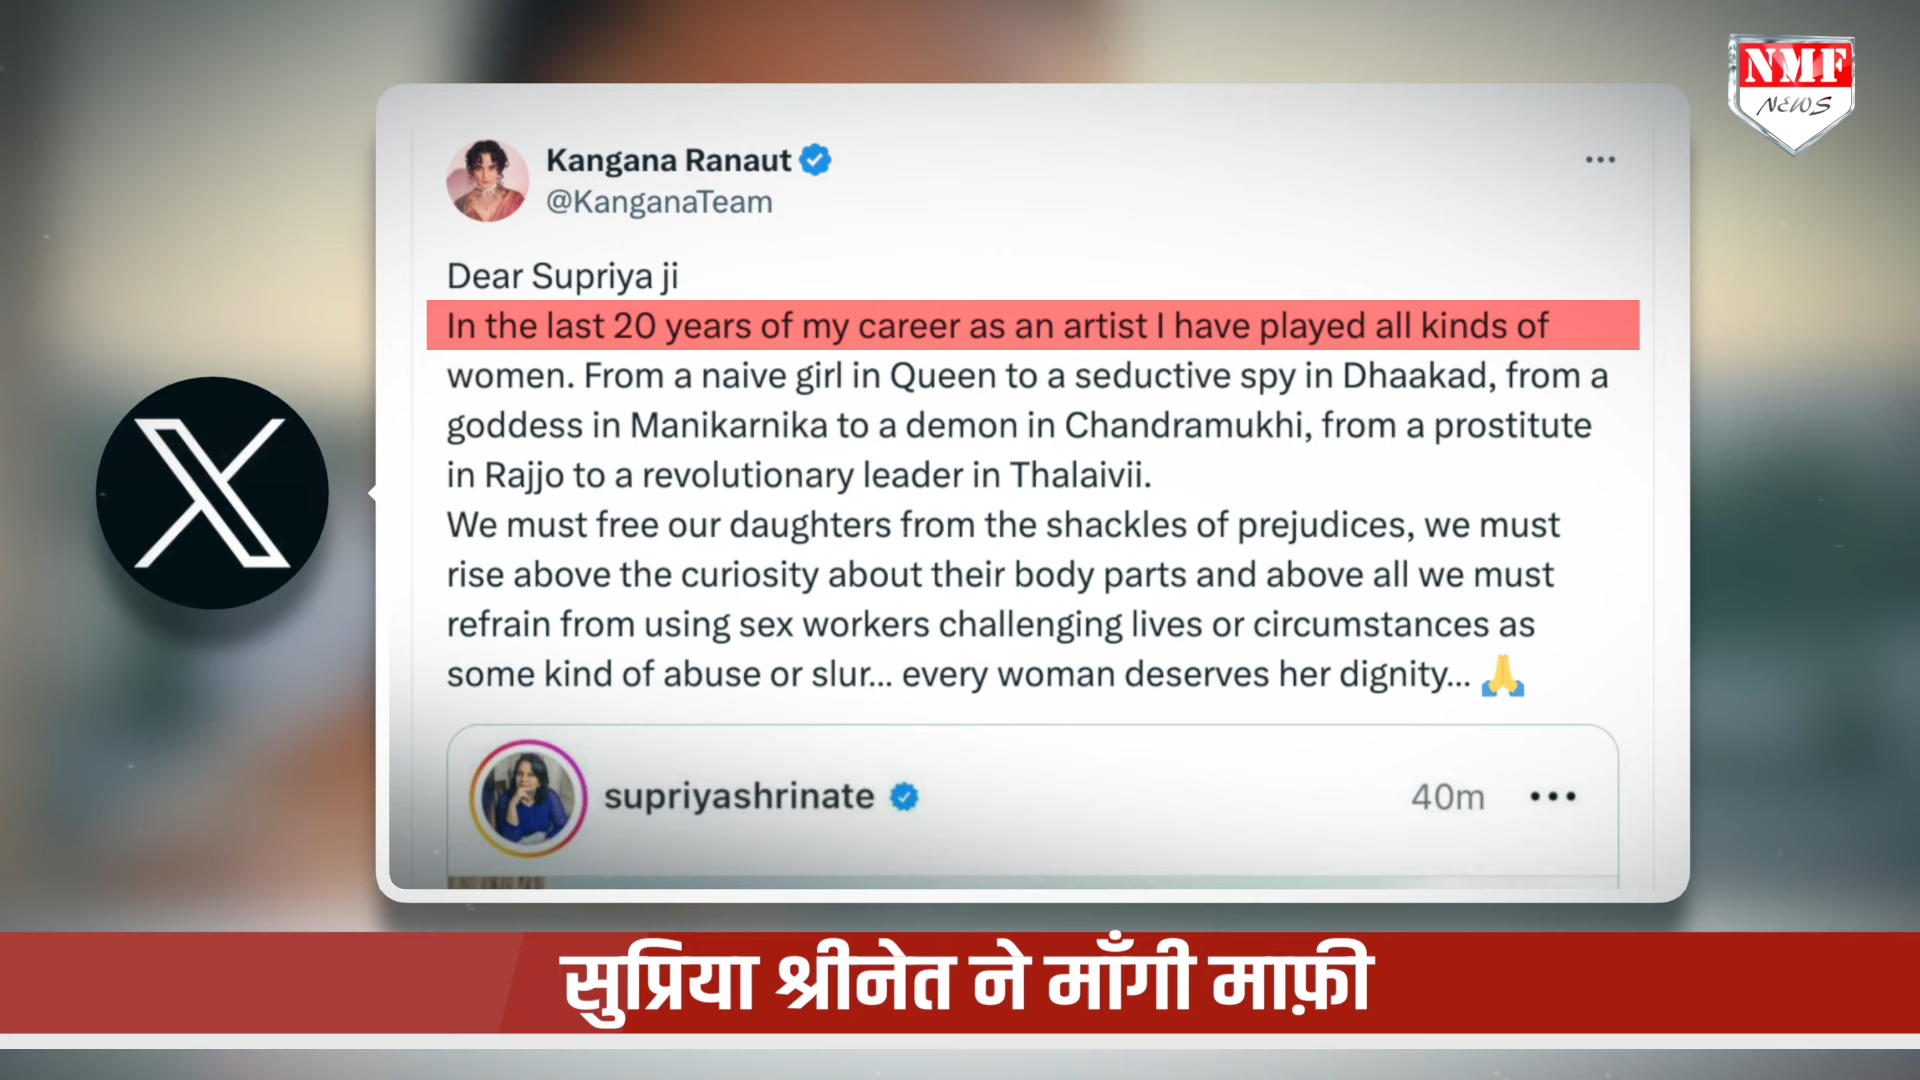 NMF
NEWS
Kangana Ranaut
@KanganaTeam
Dear Supriya ji
In the last 20 years of my career as an artist I have played all kinds of
women. From a naive girl in Queen to a seductive spy in Dhaakad, from a
goddess in Manikarnika to a demon in Chandramukhi, from a prostitute
in Rajjo to a revolutionary leader in Thalaivii.
We must free our daughters from the shackles of prejudices, we must
rise above the curiosity about their body parts and above all we must
refrain from using sex workers challenging lives or circumstances as
some kind of abuse or slur... every woman deserves her dignity... 🙏
supriyashrinate
40m
सुप्रिया श्रीनेत ने माँगी माफ़ी